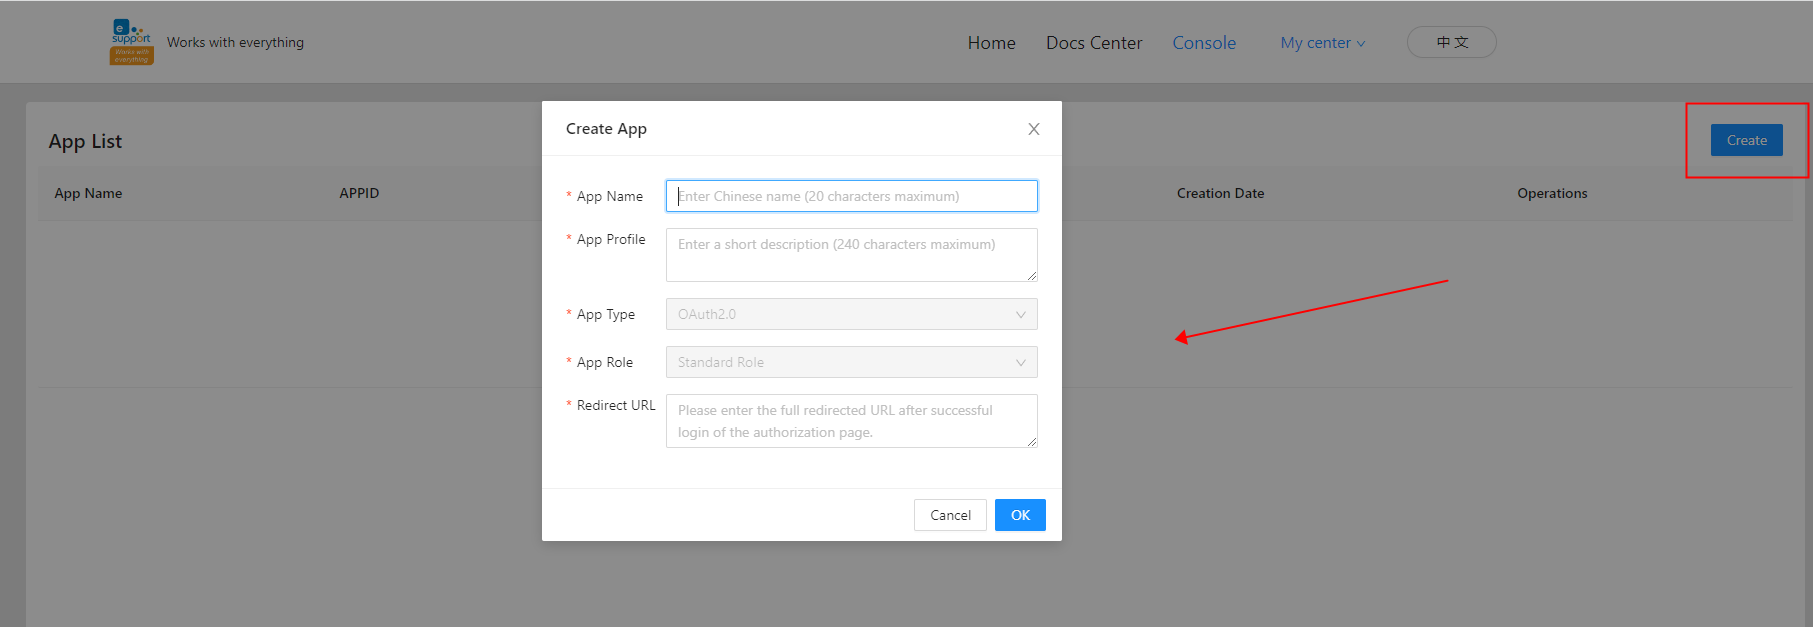 e
support
Works with
everything
Works with everything
Home
Docs Center
Console
My center
中 文
App List
Create
App Name
APPID
Creation Date
Operations
Create App
* App Name
Enter Chinese name (20 characters maximum)
* App Profile
Enter a short description (240 characters maximum)
* App Type
OAuth2.0
* App Role
Standard Role
* Redirect URL
Please enter the full redirected URL after successful
login of the authorization page.
Cancel
OK